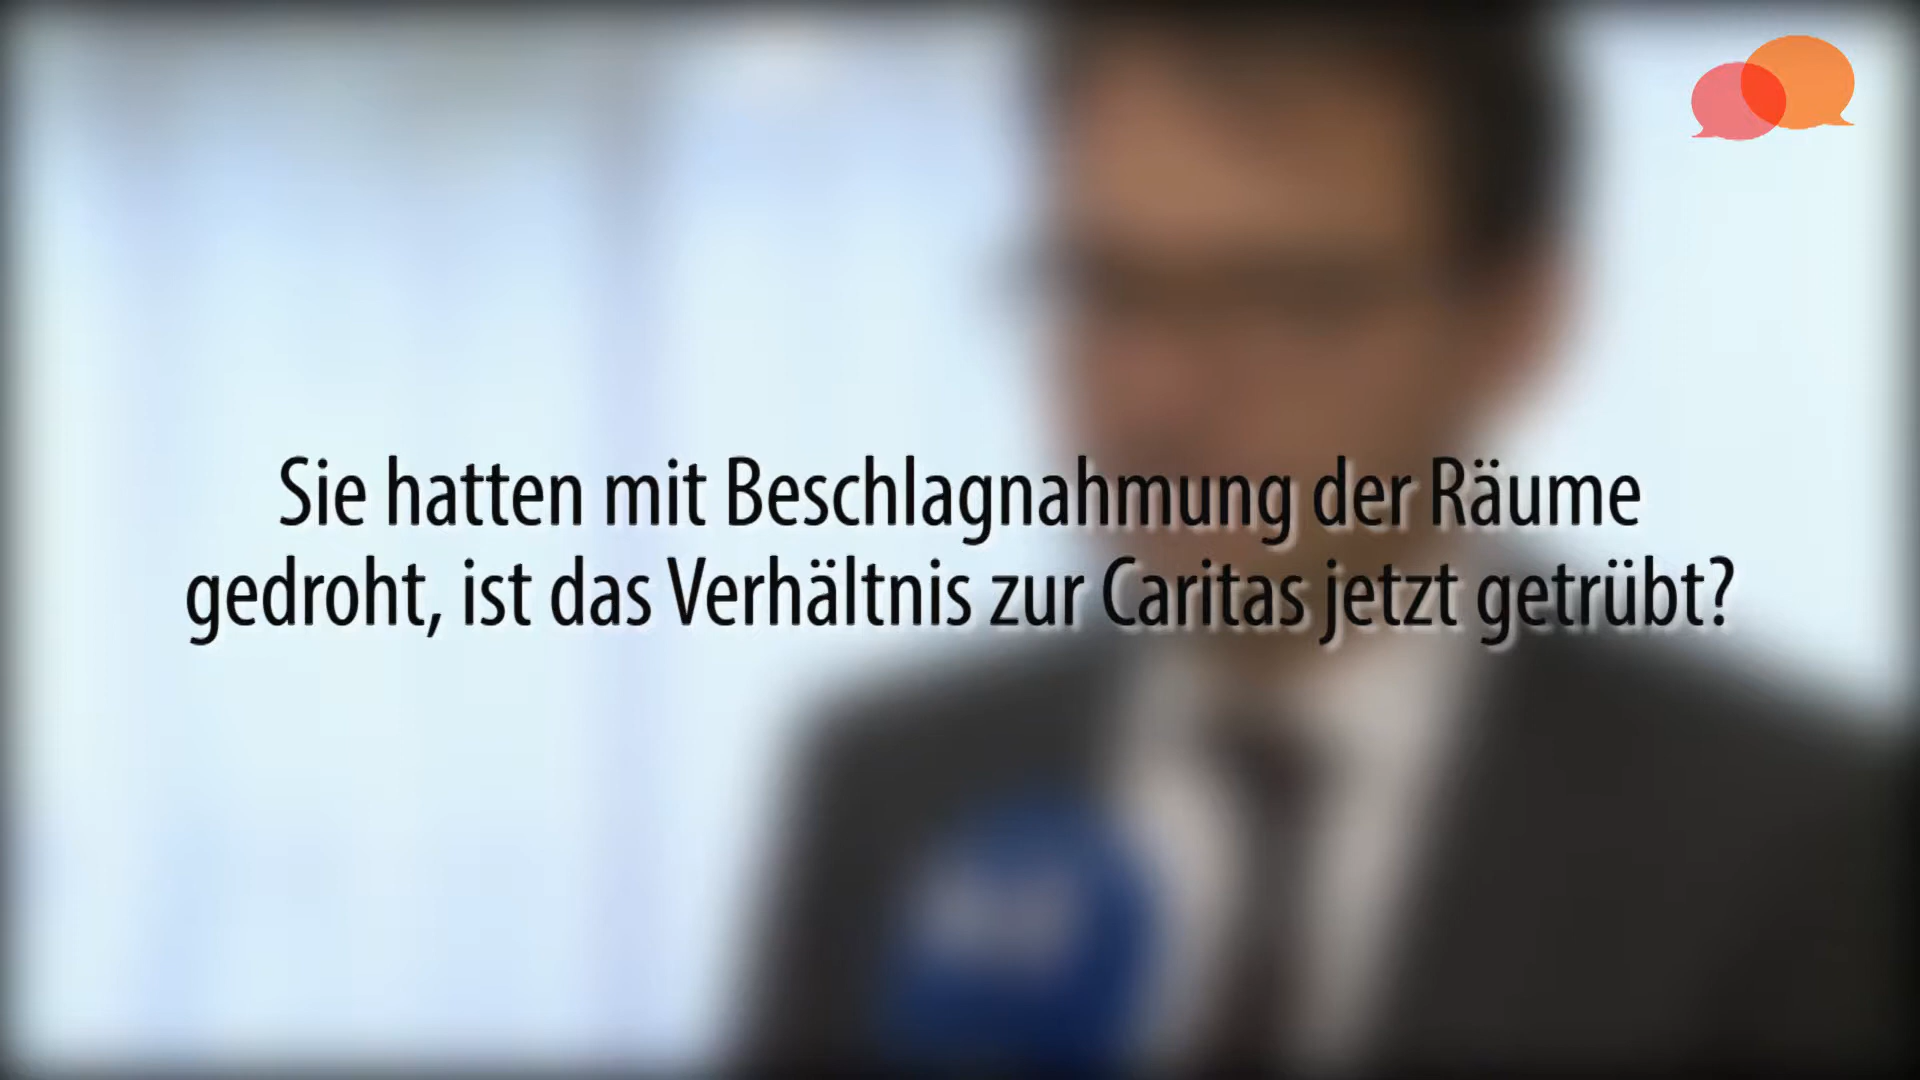 Sie hatten mit Beschlagnahmung der Räume
gedroht, ist das Verhältnis zur Caritas jetzt getrübt?